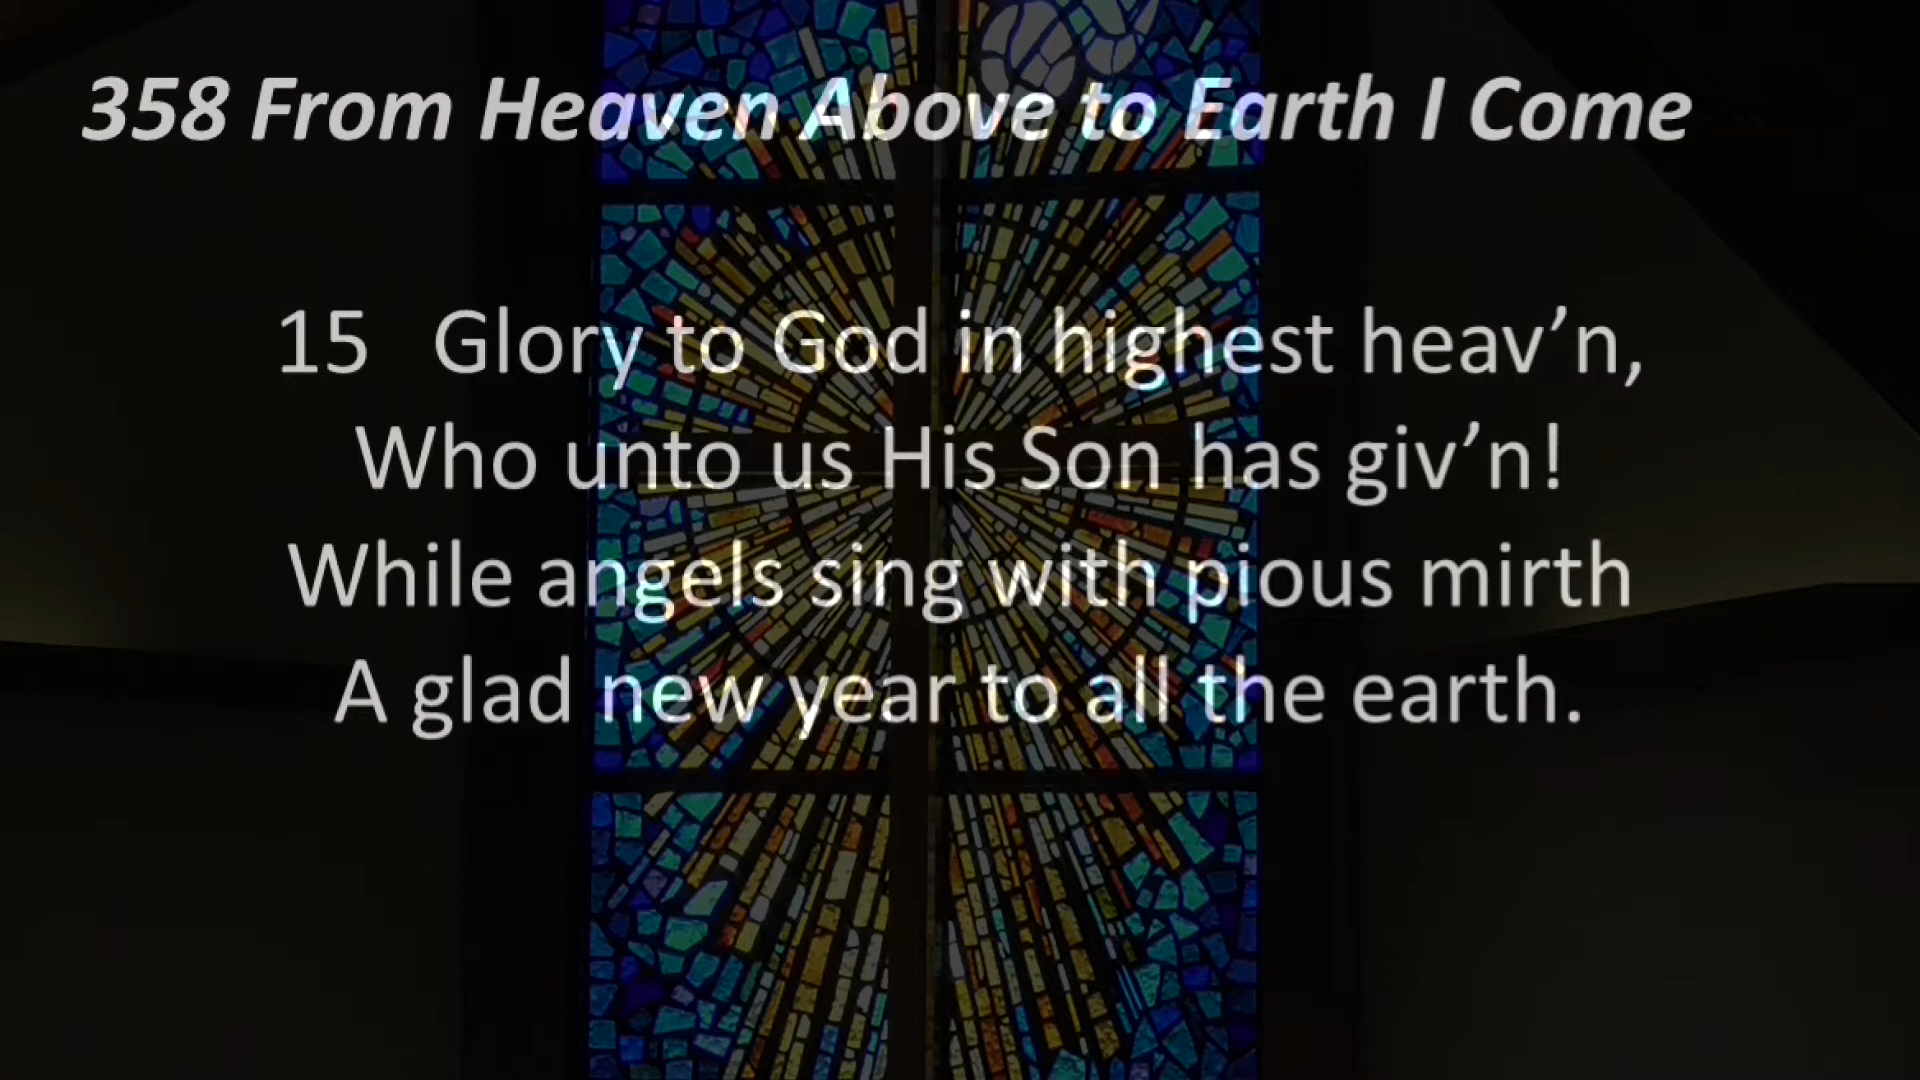 358 From Heaven Above to Earth I Come
15 Glory to God in highest heav’n,
Who unto us His Son has giv’n!
While angels sing with pious mirth
A glad new year to all the earth.